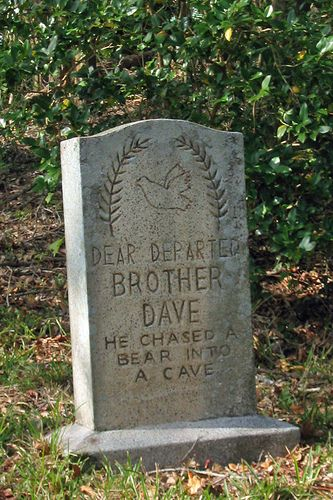 DEAR DEPARTED
BROTHER
DAVE
HE CHASED A
BEAR INTO
A CAVE